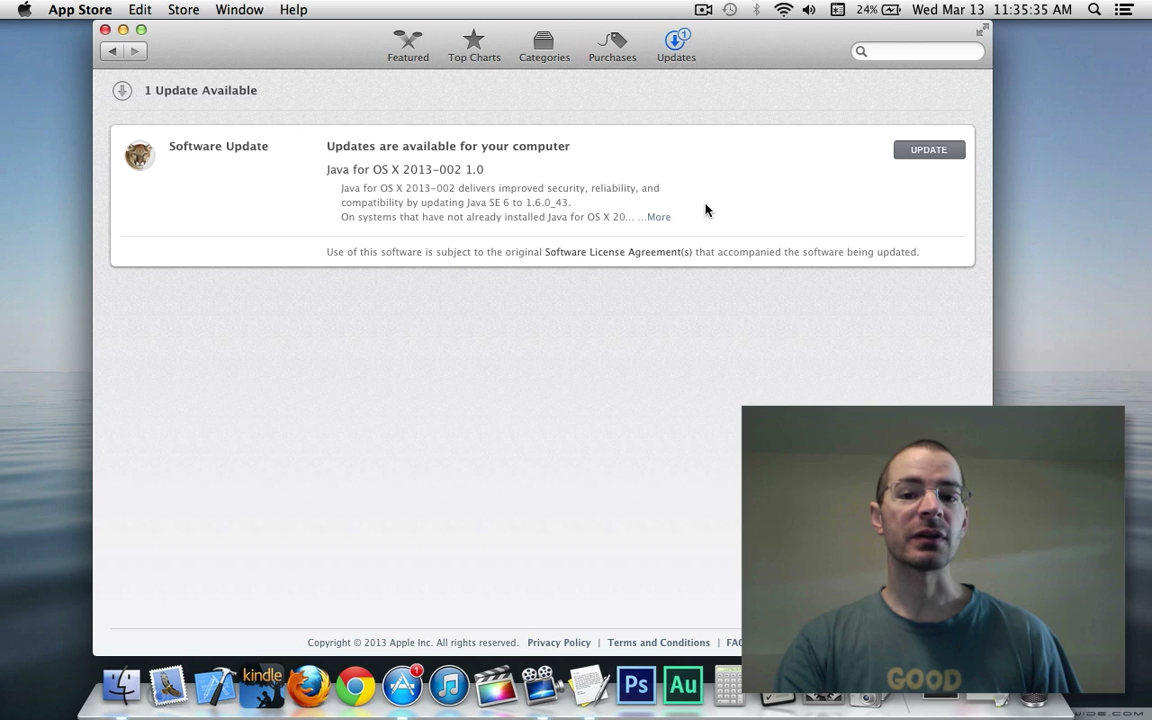 App Store Edit Store Window Help 24% Wed Mar 13 11:35:35 AM
Featured Top Charts Categories Purchases Updates 1
1 Update Available
Software Update Updates are available for your computer UPDATE
Java for OS X 2013-002 1.0
Java for OS X 2013-002 delivers improved security, reliability, and
compatibility by updating Java SE 6 to 1.6.0_43.
On systems that have not already installed Java for OS X 20... ...More
Use of this software is subject to the original Software License Agreement(s) that accompanied the software being updated.
Copyright © 2013 Apple Inc. All rights reserved. Privacy Policy | Terms and Conditions | FAQ
kindle 1 Ps Au
GOOD